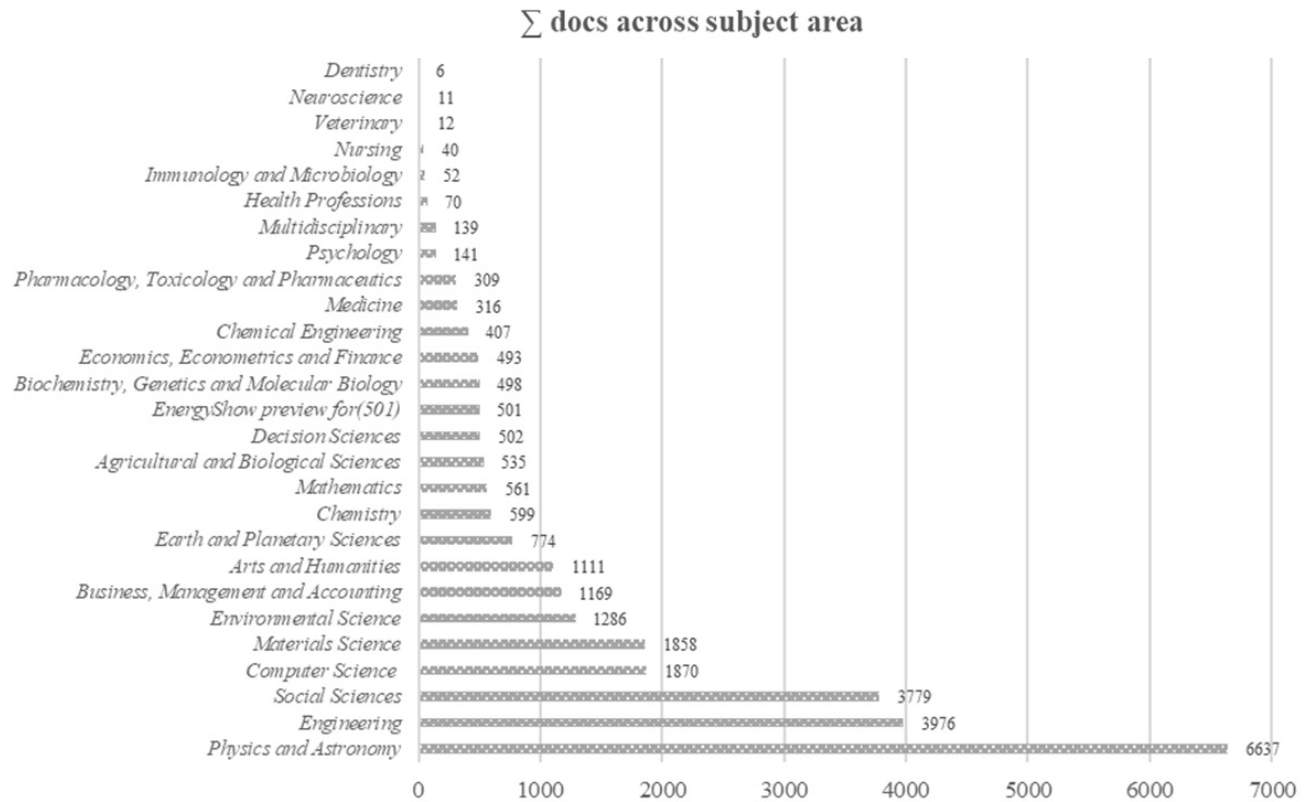 ∑ docs across subject area
Dentistry 6
Neuroscience 11
Veterinary 12
Nursing 40
Immunology and Microbiology 52
Health Professions 70
Multidisciplinary 139
Psychology 141
Pharmacology, Toxicology and Pharmaceutics 309
Medicine 316
Chemical Engineering 407
Economics, Econometrics and Finance 493
Biochemistry, Genetics and Molecular Biology 498
EnergyShow preview for(501) 501
Decision Sciences 502
Agricultural and Biological Sciences 535
Mathematics 561
Chemistry 599
Earth and Planetary Sciences 774
Arts and Humanities 1111
Business, Management and Accounting 1169
Environmental Science 1286
Materials Science 1858
Computer Science 1870
Social Sciences 3779
Engineering 3976
Physics and Astronomy 6637
0 1000 2000 3000 4000 5000 6000 7000